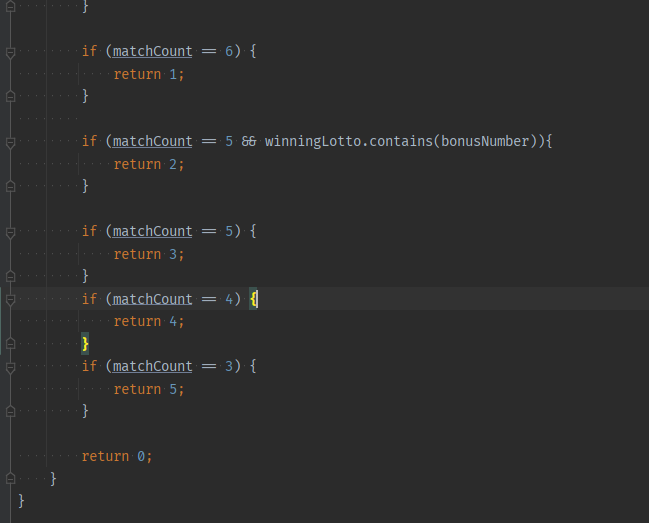 }
if (matchCount == 6) {
return 1;
}
if (matchCount == 5 && winningLotto.contains(bonusNumber)){
return 2;
}
if (matchCount == 5) {
return 3;
}
if (matchCount == 4) {
return 4;
}
if (matchCount == 3) {
return 5;
}
return 0;
}
}